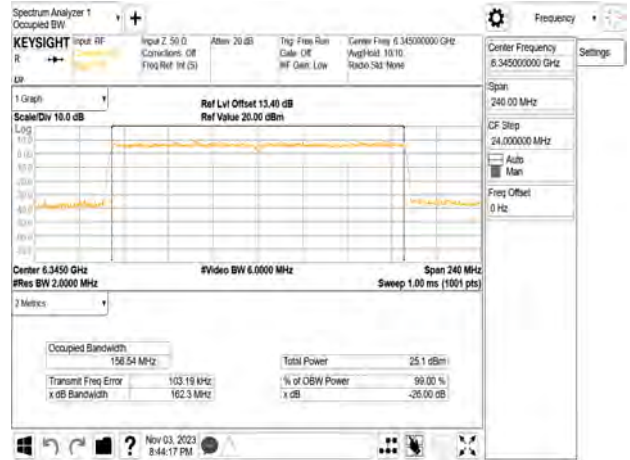 Spectrum Analyzer 1
Occupied BW
+
Frequency
KEYSIGHT
R
Input: RF
Input Z: 50 Ω
Corrections: Off
Freq Ref: Int (S)
Atten: 20 dB
Trig: Free Run
Gate: Off
#IF Gain: Low
Center Freq: 6.345000000 GHz
Avg|Hold: 10/10
Radio Std: None
Center Frequency
6.345000000 GHz
Settings
Span
240.00 MHz
CF Step
24.000000 MHz
Auto
Man
Freq Offset
0 Hz
1 Graph
Scale/Div 10.0 dB
Ref Lvl Offset 13.40 dB
Ref Value 20.00 dBm
Log
10.0
0.00
Center 6.3450 GHz
#Res BW 2.0000 MHz
#Video BW 6.0000 MHz
Span 240 MHz
Sweep 1.00 ms (1001 pts)
2 Metrics
Occupied Bandwidth
156.54 MHz
Transmit Freq Error 103.19 kHz
x dB Bandwidth 162.3 MHz
Total Power 25.1 dBm
% of OBW Power 99.00 %
x dB -26.00 dB
?
Nov 03, 2023
8:44:17 PM